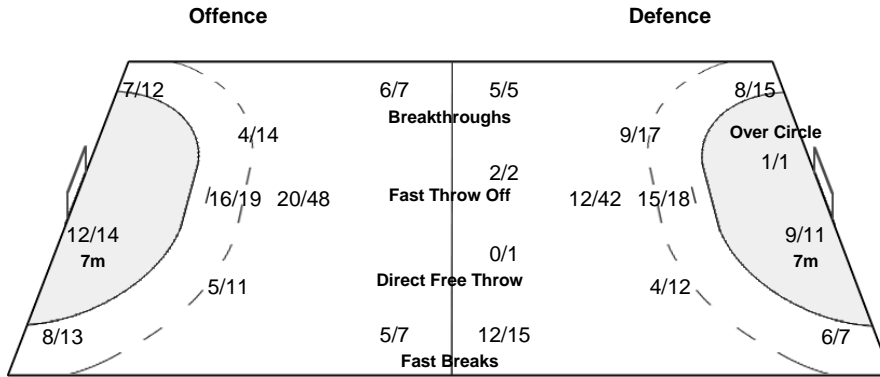 Offence Defence
7/12 6/7 5/5 8/15
Breakthroughs
4/14 9/17 Over Circle
1/1
2/2
16/19 20/48 Fast Throw Off 12/42 15/18
12/14 9/11
7m 7m
0/1
Direct Free Throw
5/11 4/12
8/13 5/7 12/15 6/7
Fast Breaks